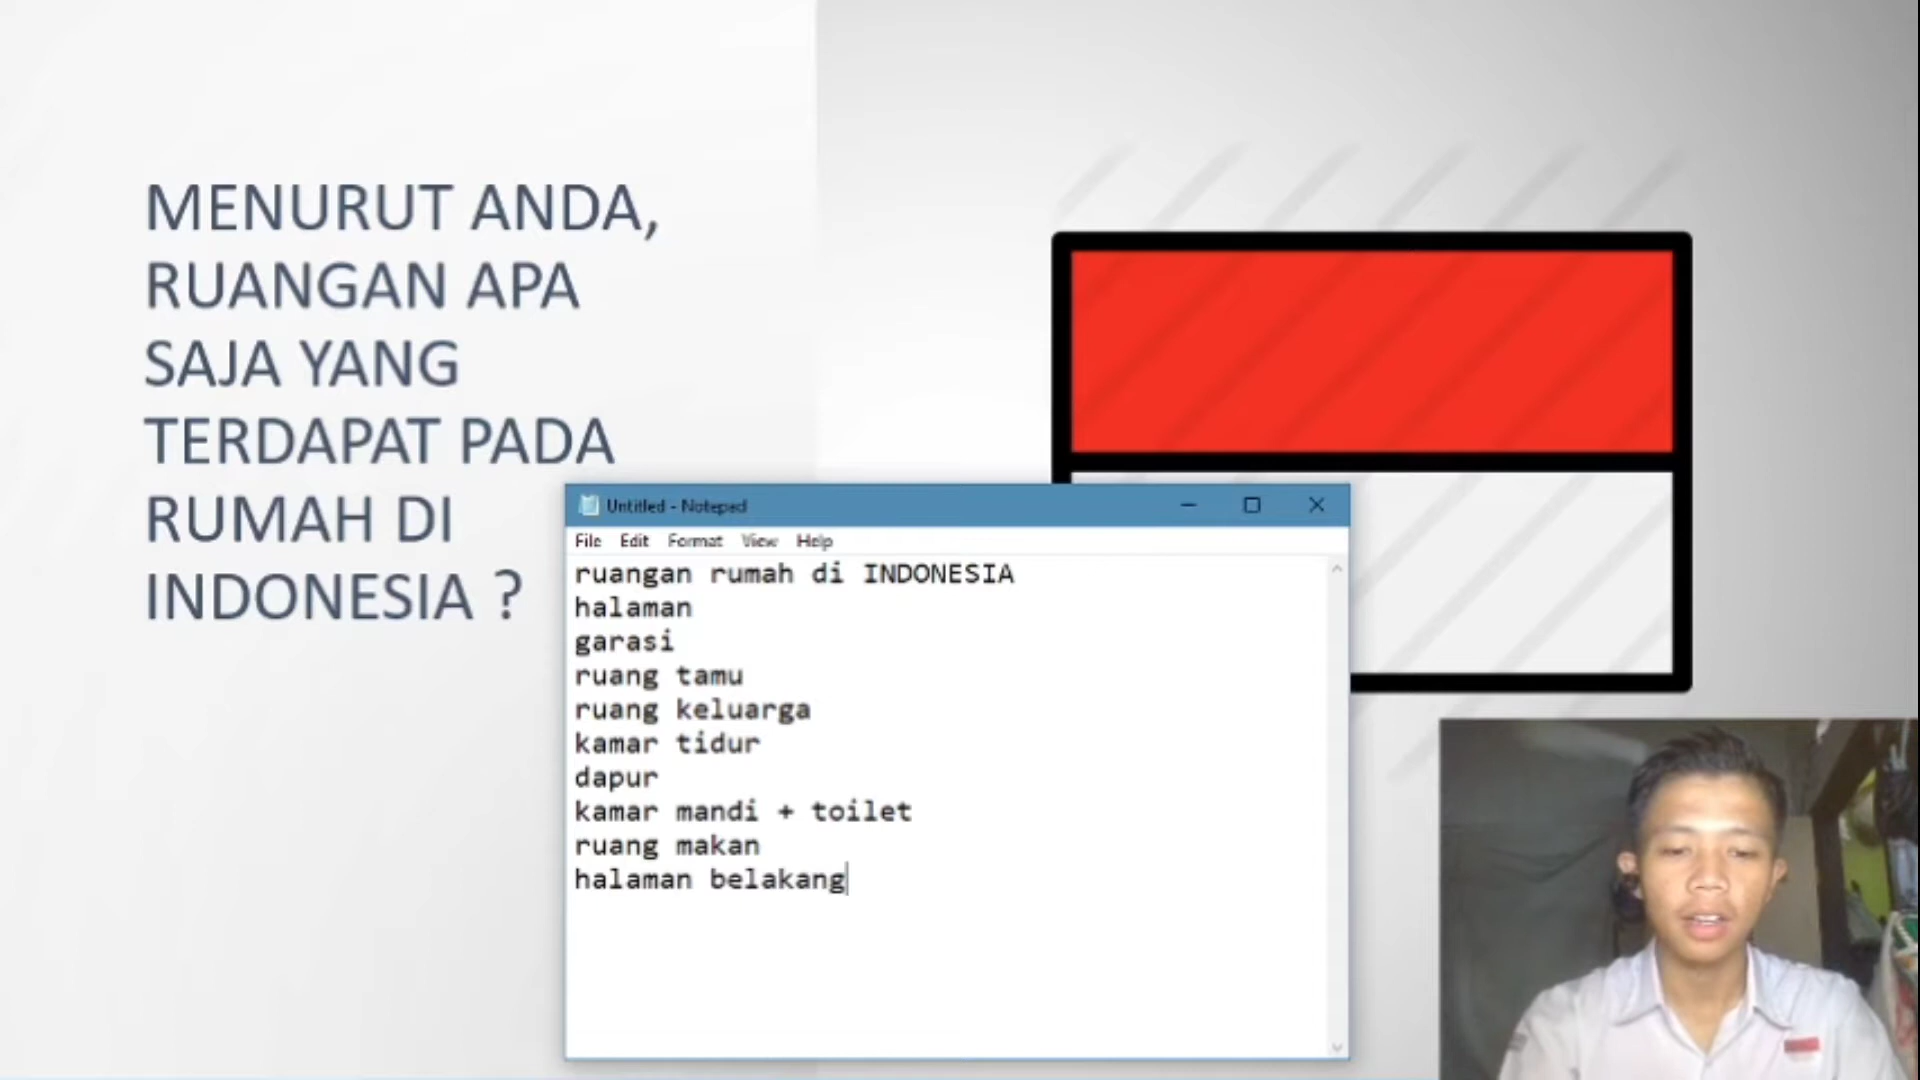 MENURUT ANDA,
RUANGAN APA
SAJA YANG
TERDAPAT PADA
RUMAH DI
INDONESIA ?
Untitled - Notepad
File Edit Format View Help
ruangan rumah di INDONESIA
halaman
garasi
ruang tamu
ruang keluarga
kamar tidur
dapur
kamar mandi + toilet
ruang makan
halaman belakang